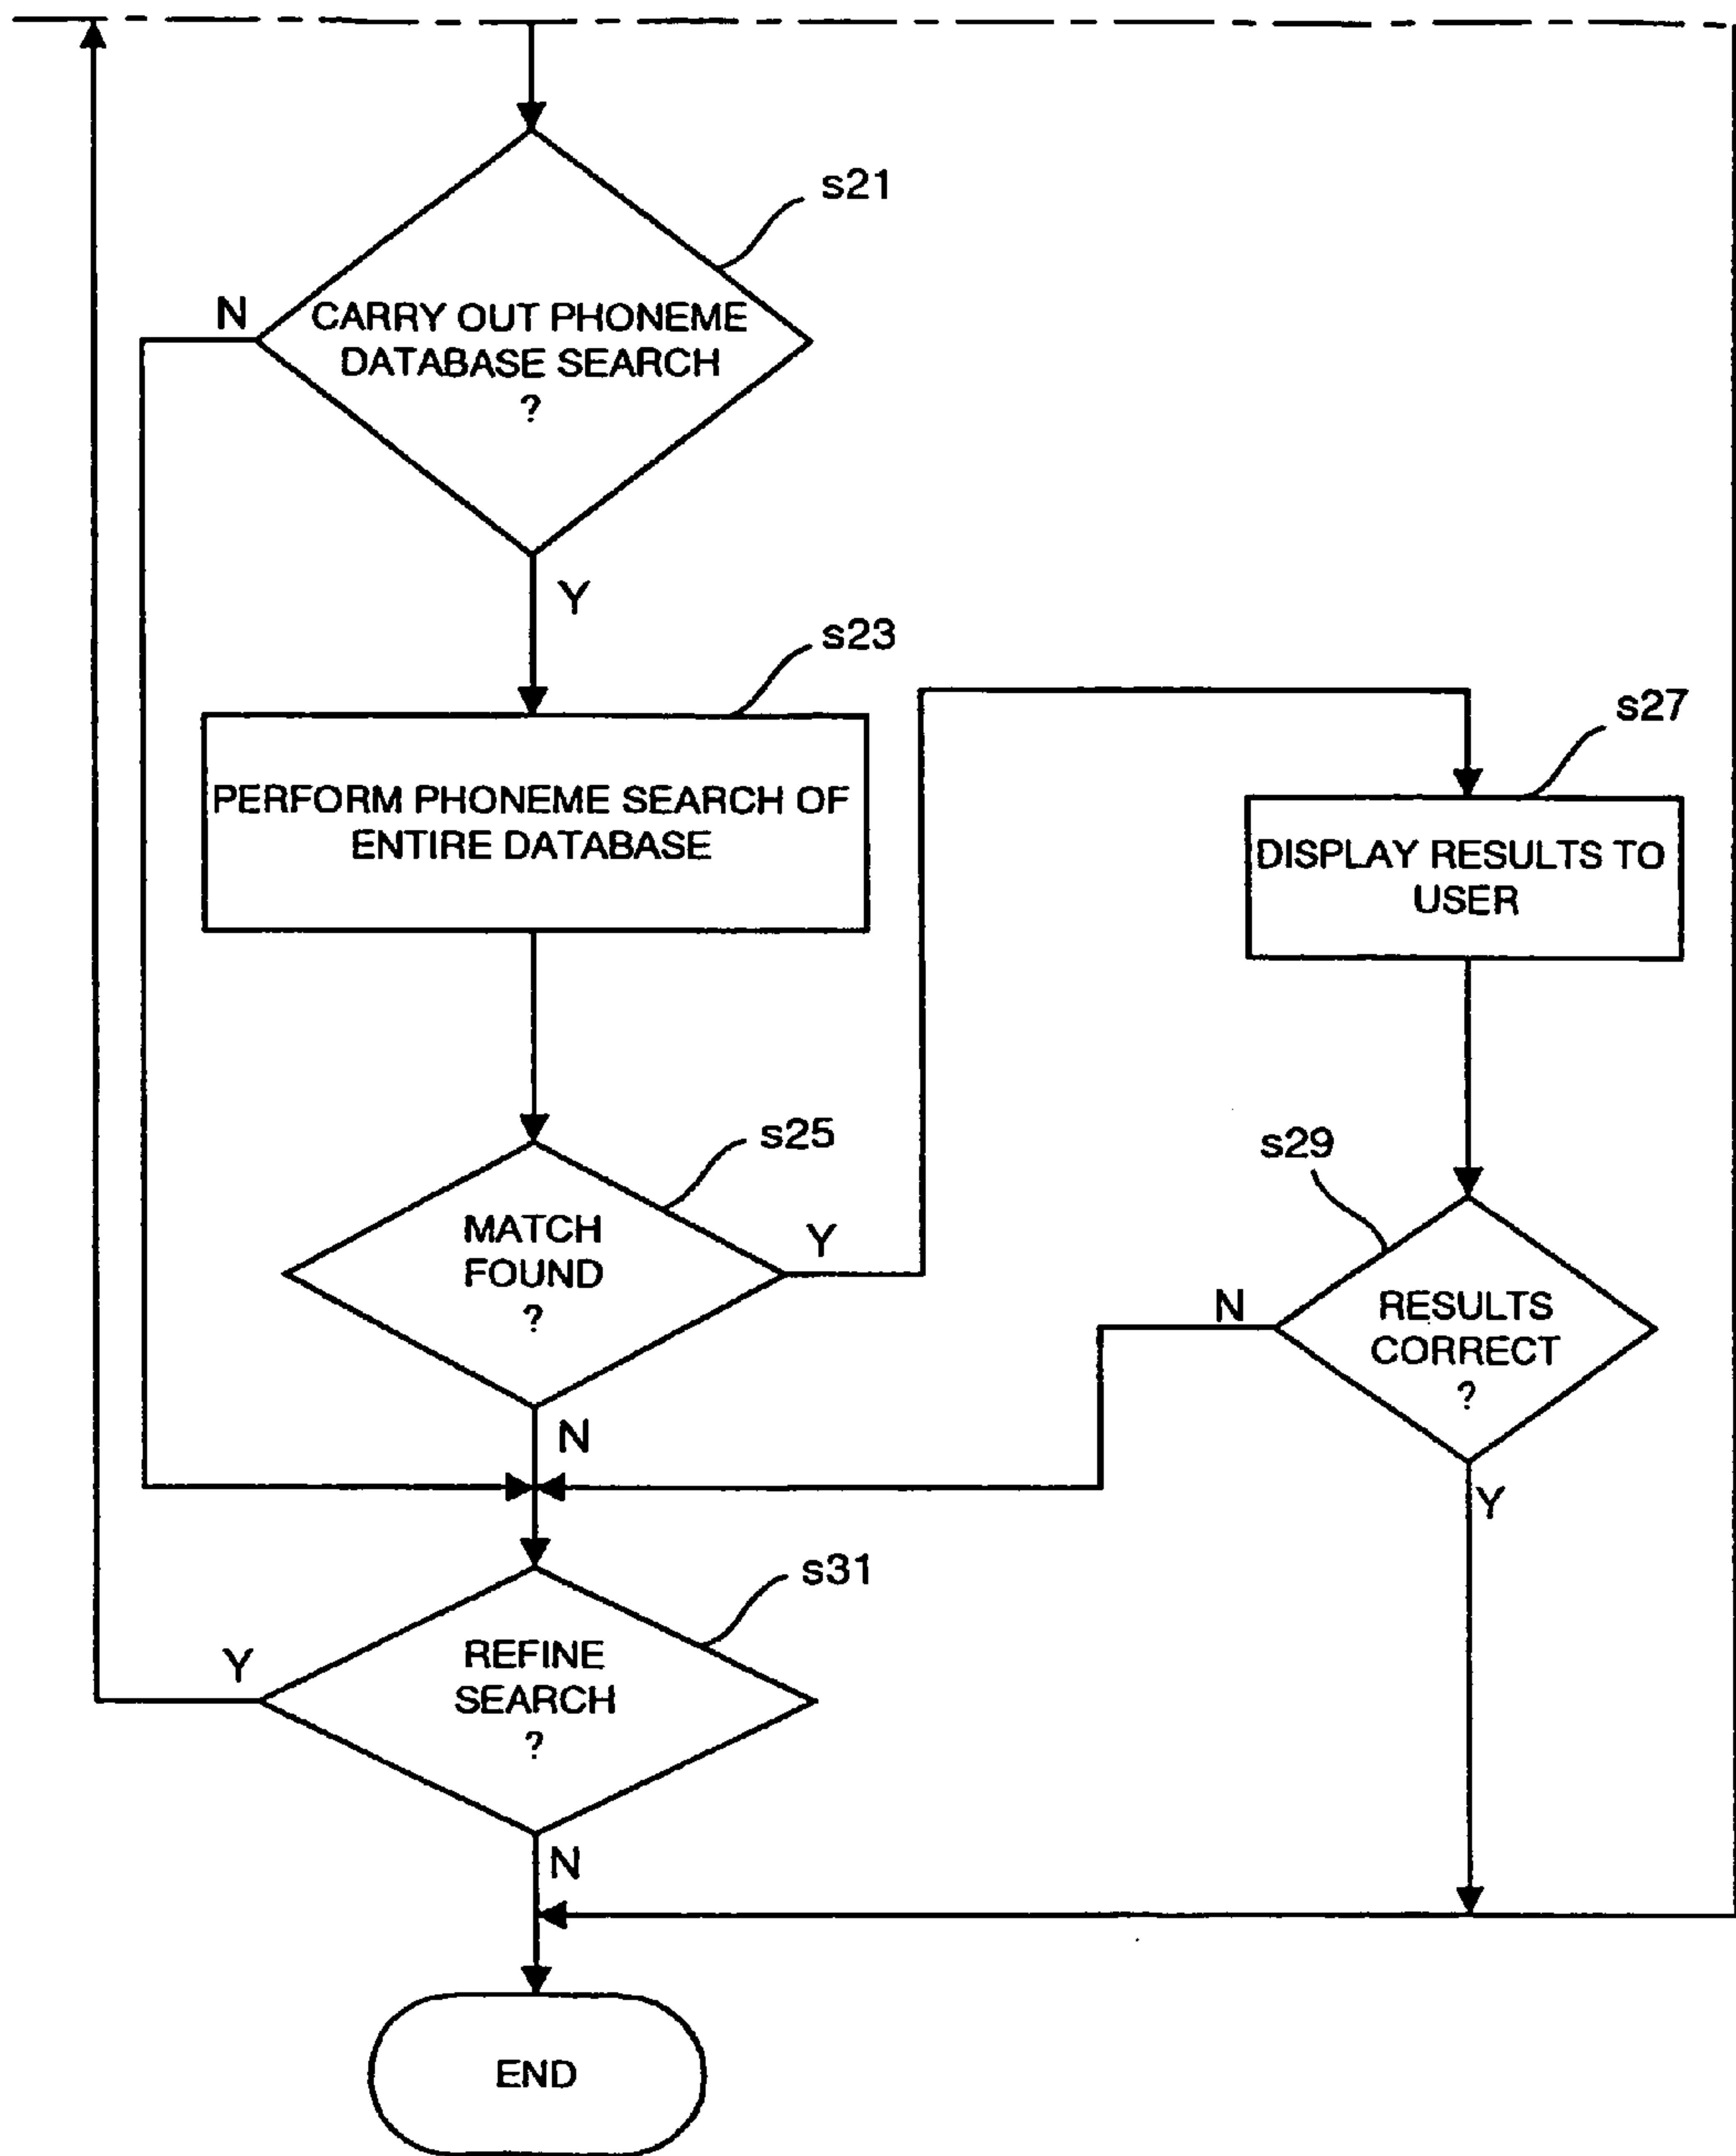 s21
N
CARRY OUT PHONEME
DATABASE SEARCH
?
Y
s23
PERFORM PHONEME SEARCH OF
ENTIRE DATABASE
s27
DISPLAY RESULTS TO
USER
s25
MATCH
FOUND
?
Y
N
s29
N
RESULTS
CORRECT
?
Y
s31
Y
REFINE
SEARCH
?
N
END